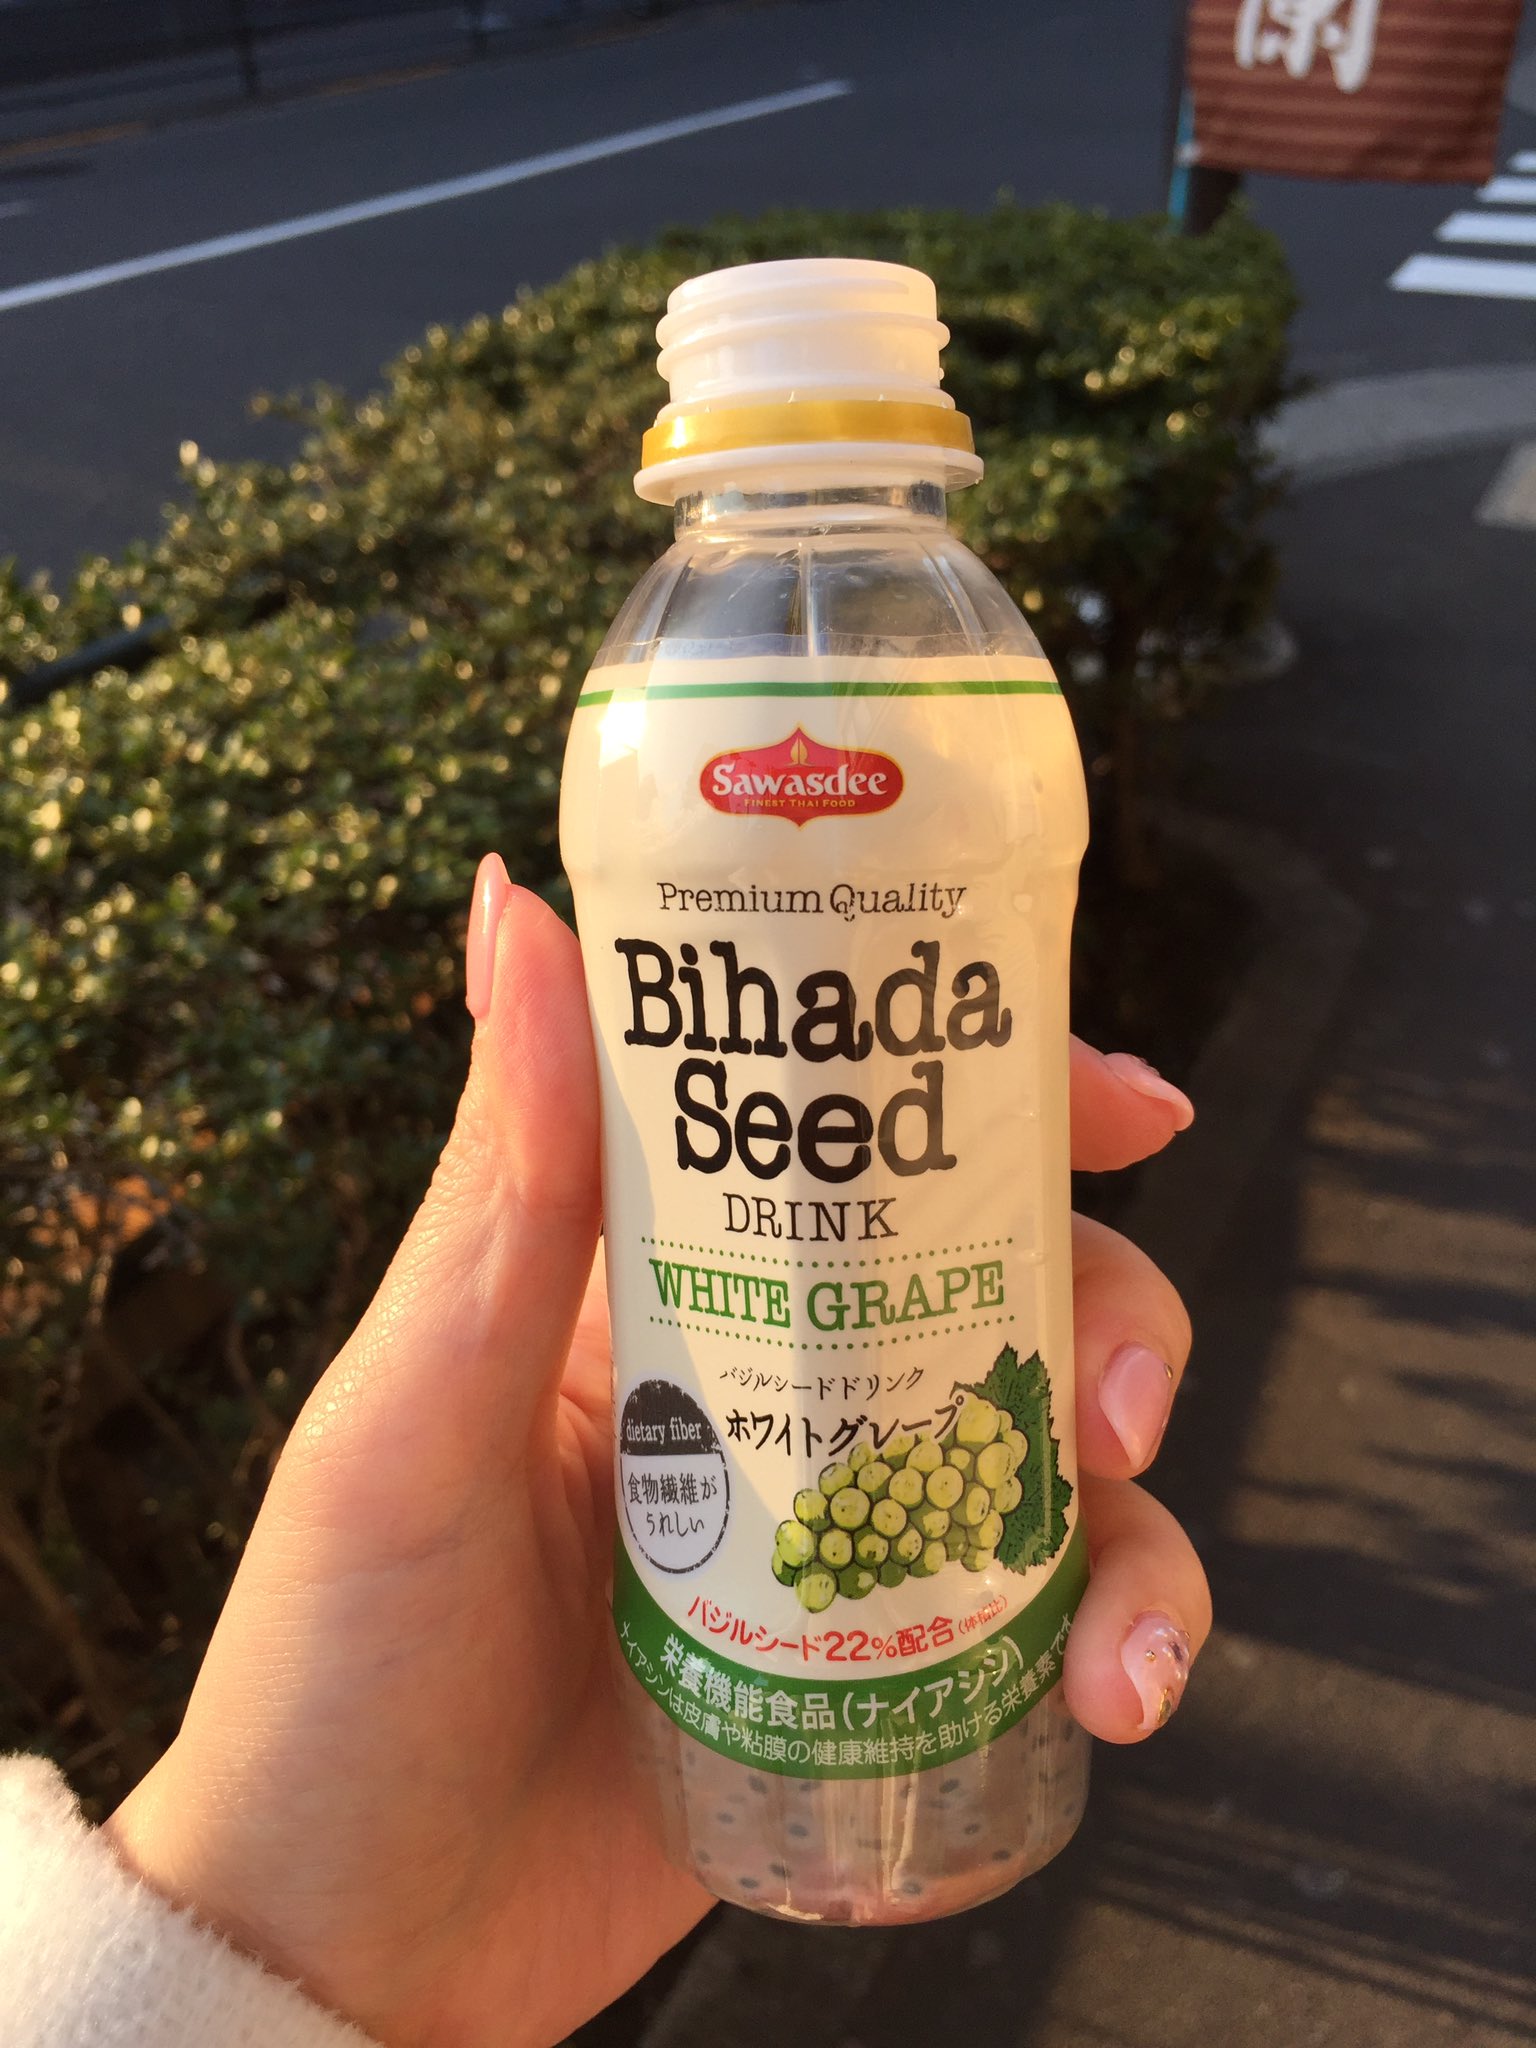 蘭
Sawasdee
FINEST THAI FOOD
Premium Quality
Bihada
Seed
DRINK
WHITE GRAPE
バジルシードドリンク
ホワイトグレープ
dietary fiber
食物繊維が
うれしい
バジルシード22%配合(体積比)
栄養機能食品(ナイアシン)
ナイアシンは皮膚や粘膜の健康維持を助ける栄養素です